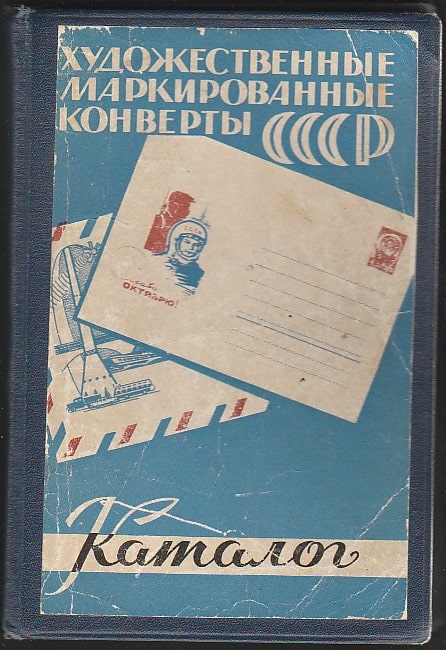 ХУДОЖЕСТВЕННЫЕ
МАРКИРОВАННЫЕ
КОНВЕРТЫ СССР
СССР
ОКТЯБРЮ!
Каталог